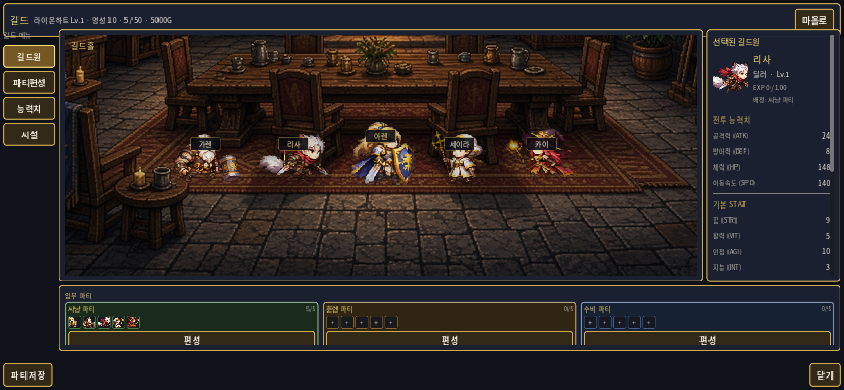 길드 라이온하트 Lv.1 · 명성 10 · 5/50 · 5000G
마을로
길드 메뉴
길드원
파티편성
능력치
시설
길드 홀
가렌
리사
아렌
세이라
카이
선택된 길드원
리사
딜러 · Lv.1
EXP 0/100
배정: 사냥 파티
전투 능력치
공격력 (ATK) 24
방어력 (DEF) 8
체력 (HP) 148
이동속도 (SPD) 140
기본 STAT
힘 (STR) 9
활력 (VIT) 5
민첩 (AGI) 10
지능 (INT) 3
임무 파티
사냥 파티 5/5
훈련 파티 0/5
수비 파티 0/5
+ + + + +
+ + + + +
편성
편성
편성
파티저장
닫기